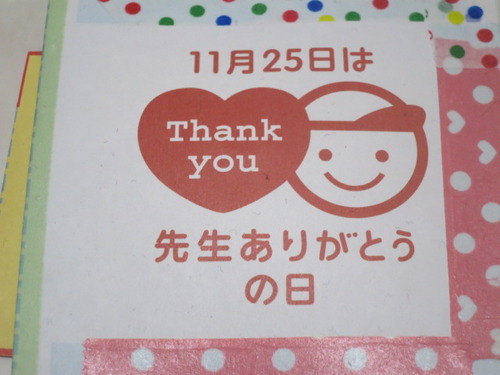 11月25日は
Thank
you
先生ありがとう
の日